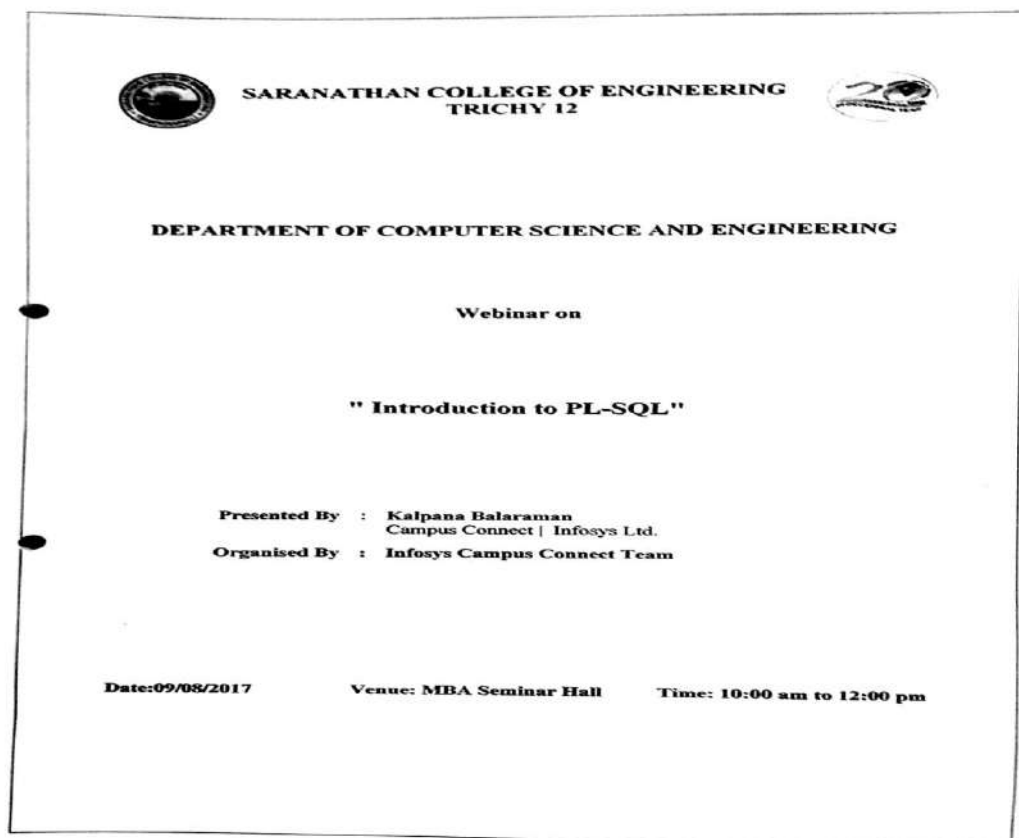 SARANATHAN COLLEGE OF ENGINEERING
TRICHY 12
20
DEPARTMENT OF COMPUTER SCIENCE AND ENGINEERING
Webinar on
" Introduction to PL-SQL"
Presented By : Kalpana Balaraman
Campus Connect | Infosys Ltd.
Organised By : Infosys Campus Connect Team
Date:09/08/2017 Venue: MBA Seminar Hall Time: 10:00 am to 12:00 pm